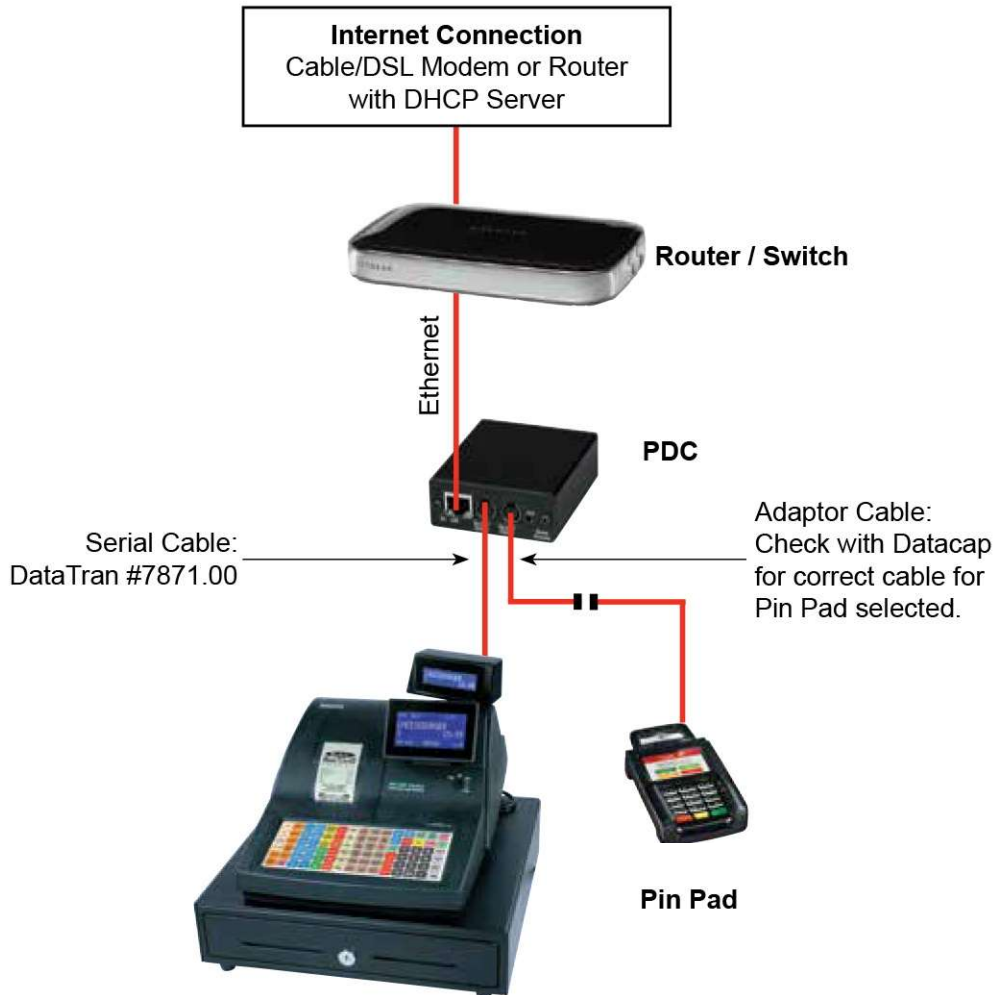 Internet Connection
Cable/DSL Modem or Router
with DHCP Server
Router / Switch
Ethernet
PDC
Serial Cable:
DataTran #7871.00
Adaptor Cable:
Check with Datacap
for correct cable for
Pin Pad selected.
Pin Pad